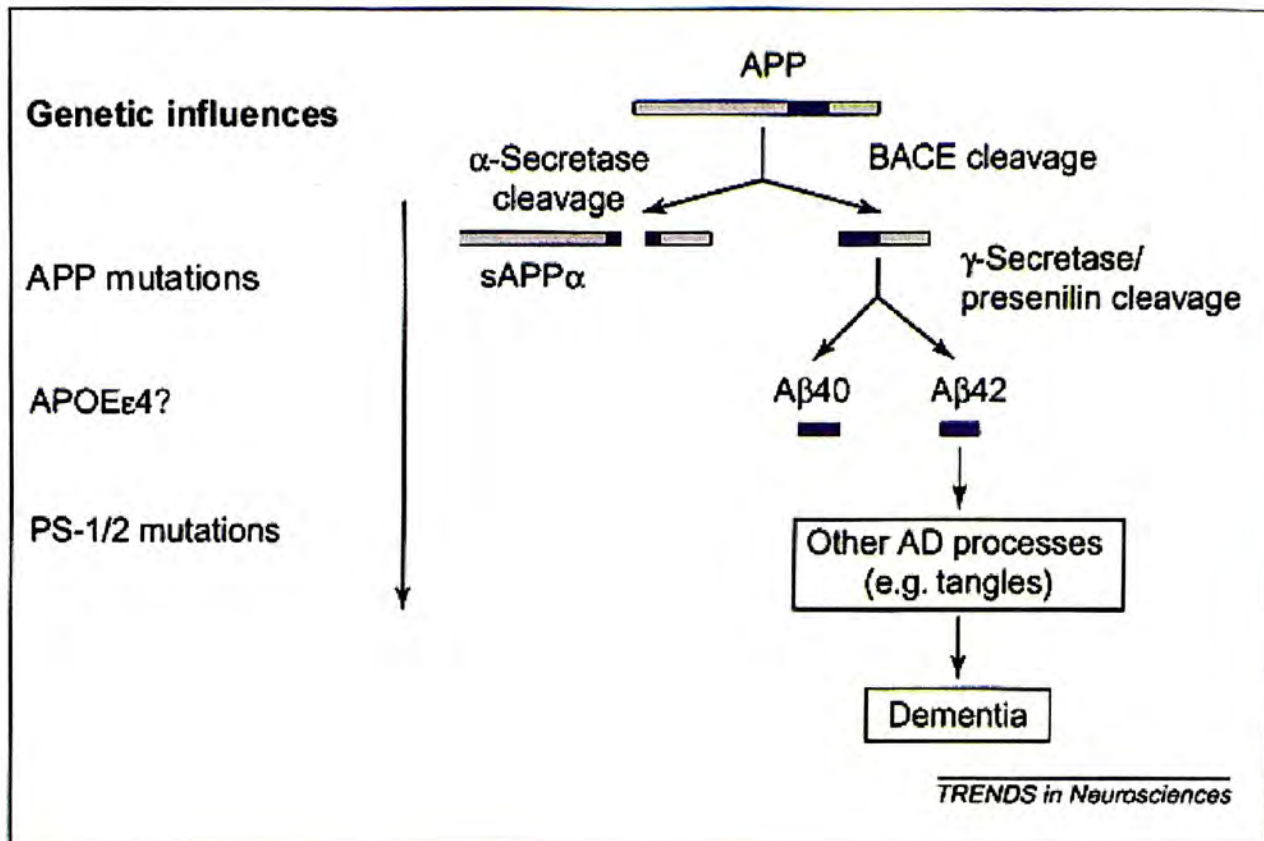 APP
Genetic influences
α-Secretase
cleavage
BACE cleavage
sAPPα
γ-Secretase/
presenilin cleavage
APP mutations
APOEε4?
Aβ40
Aβ42
PS-1/2 mutations
Other AD processes
(e.g. tangles)
Dementia
TRENDS in Neurosciences